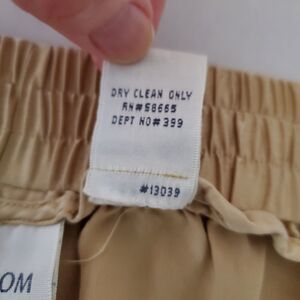 DRY CLEAN ONLY
RN#58665
DEPT NO#399
#13039
OM